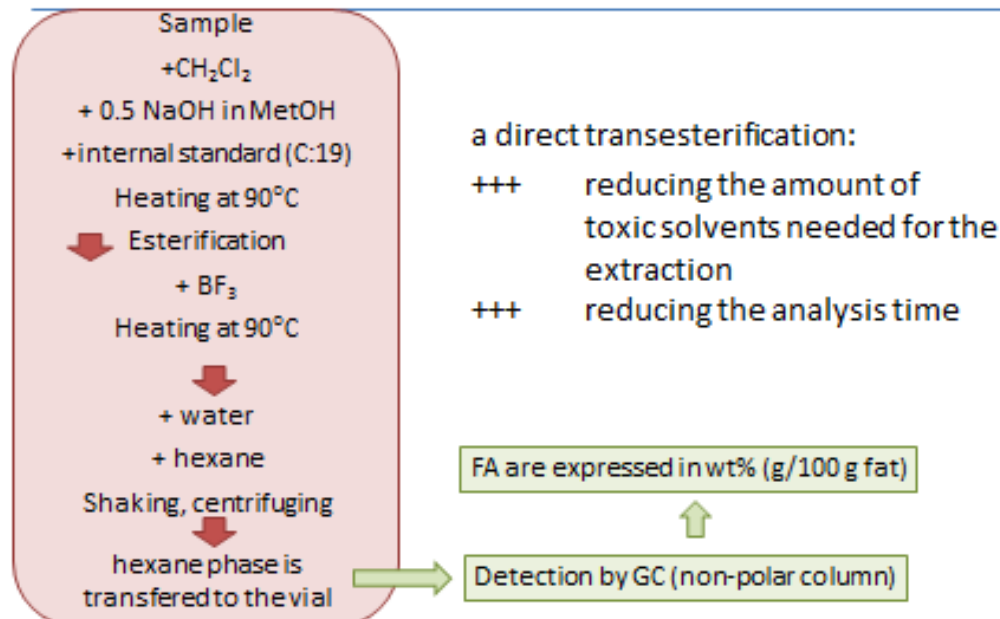 Sample
+CH₂Cl₂
+ 0.5 NaOH in MetOH
+internal standard (C:19)
Heating at 90°C
Esterification
+ BF₃
Heating at 90°C
+ water
+ hexane
Shaking, centrifuging
hexane phase is
transfered to the vial
a direct transesterification:
+++ reducing the amount of
toxic solvents needed for the
extraction
+++ reducing the analysis time
FA are expressed in wt% (g/100 g fat)
Detection by GC (non-polar column)